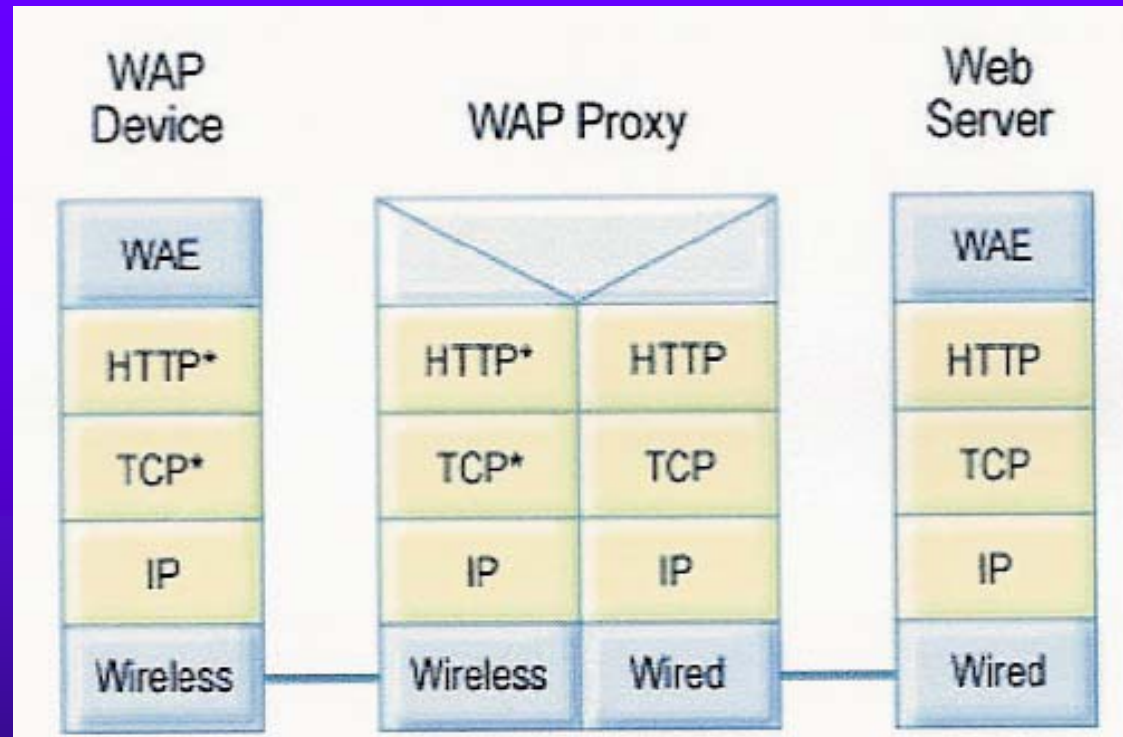 WAP
Device
WAP Proxy
Web
Server
WAE
WAE
HTTP*
HTTP*
HTTP
HTTP
TCP*
TCP*
TCP
TCP
IP
IP
IP
IP
Wireless
Wireless
Wired
Wired